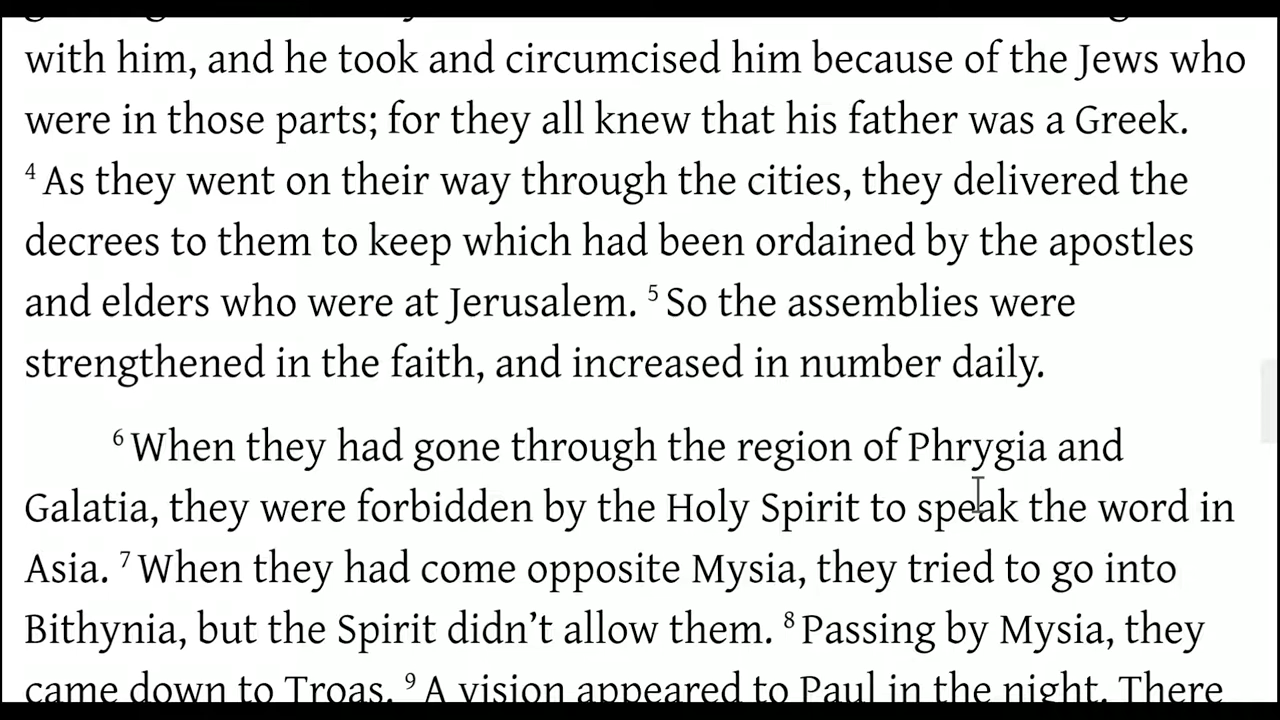 with him, and he took and circumcised him because of the Jews who
were in those parts; for they all knew that his father was a Greek.
4 As they went on their way through the cities, they delivered the
decrees to them to keep which had been ordained by the apostles
and elders who were at Jerusalem. 5 So the assemblies were
strengthened in the faith, and increased in number daily.
6 When they had gone through the region of Phrygia and
Galatia, they were forbidden by the Holy Spirit to speak the word in
Asia. 7 When they had come opposite Mysia, they tried to go into
Bithynia, but the Spirit didn’t allow them. 8 Passing by Mysia, they
came down to Troas. 9 A vision appeared to Paul in the night. There